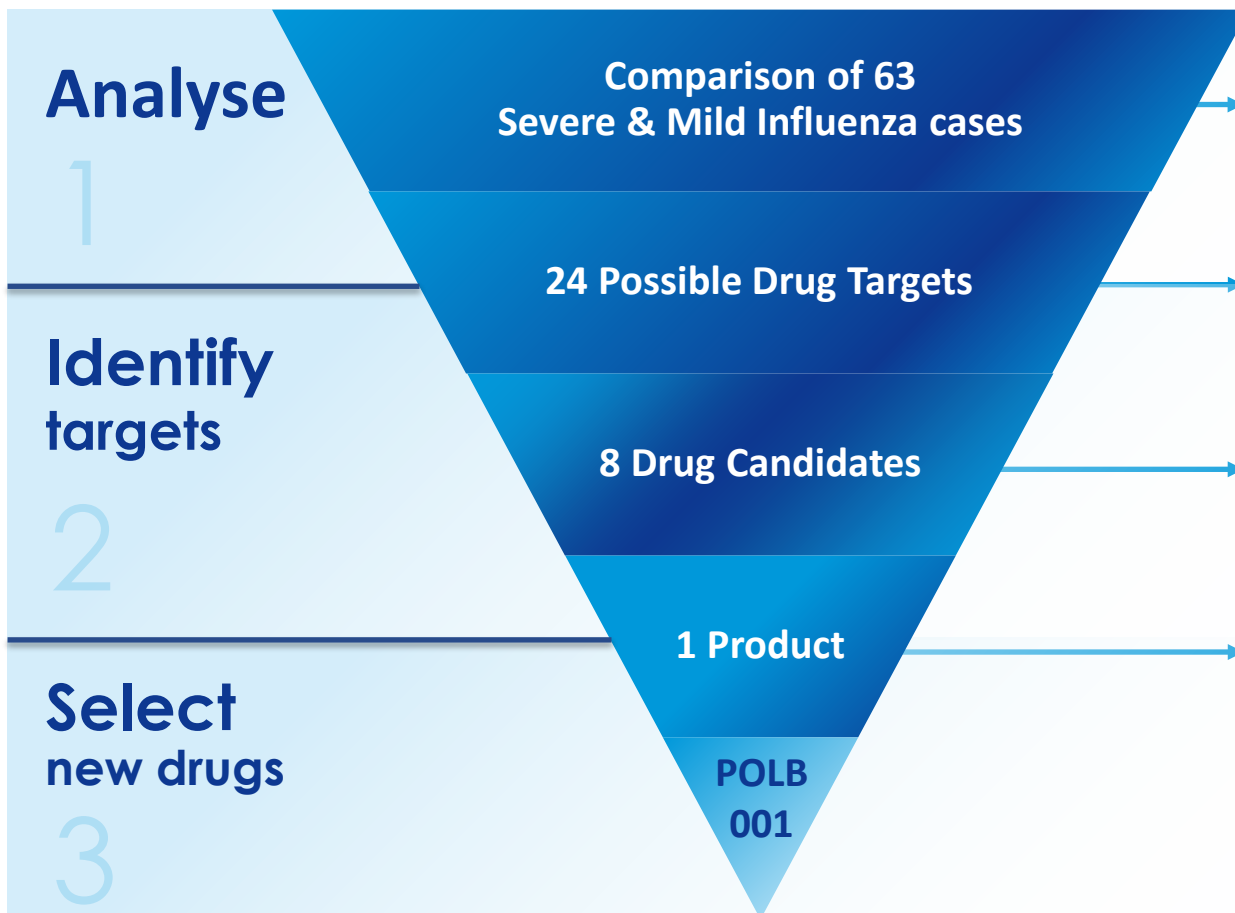 Analyse
1
Comparison of 63
Severe & Mild Influenza cases
24 Possible Drug Targets
Identify
targets
2
8 Drug Candidates
1 Product
Select
new drugs
3
POLB
001